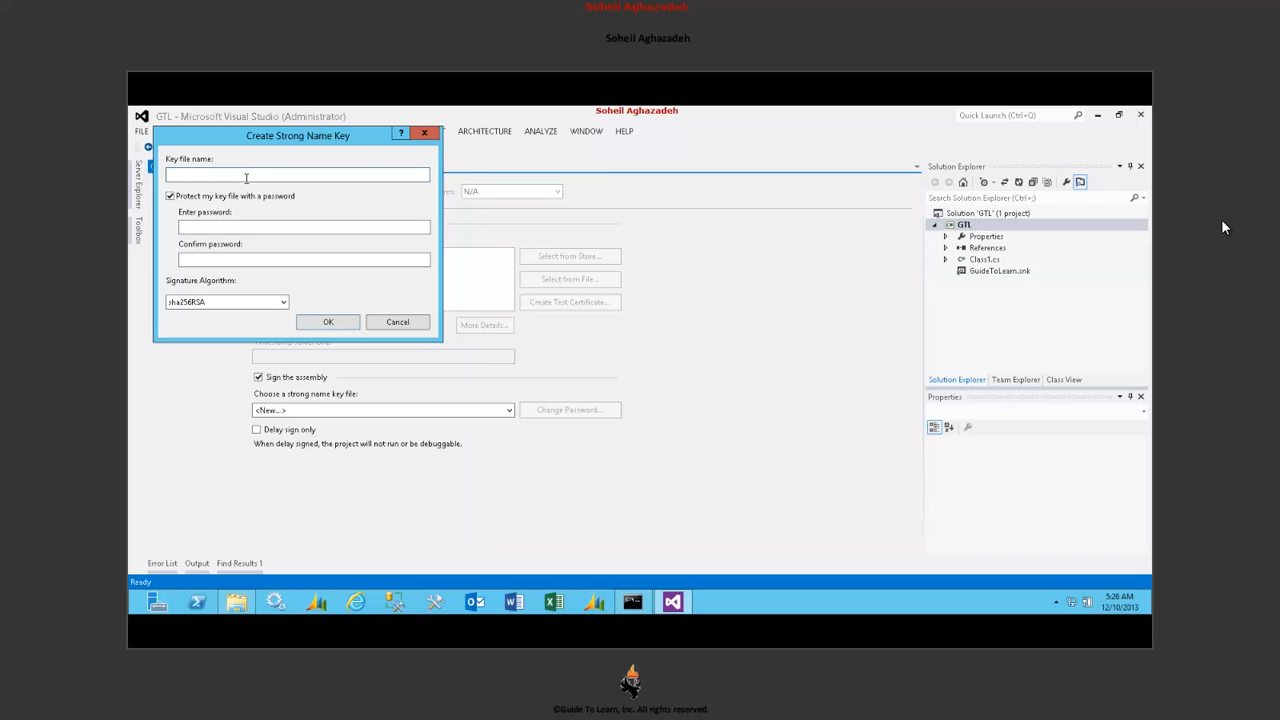 Soheil Aghazadeh
Soheil Aghazadeh
Soheil Aghazadeh
GTL - Microsoft Visual Studio (Administrator)
Quick Launch (Ctrl+Q)
FILE
ARCHITECTURE ANALYZE WINDOW HELP
Create Strong Name Key
?
Key file name:
Protect my key file with a password
Enter password:
Confirm password:
Signature Algorithm:
sha256RSA
OK Cancel
Server Explorer
Toolbox
N/A
Select from Store...
Select from File...
Create Test Certificate...
More Details...
Sign the assembly
Choose a strong name key file:
<New...>
Change Password...
Delay sign only
When delay signed, the project will not run or be debuggable.
Solution Explorer
Search Solution Explorer (Ctrl+;)
Solution 'GTL' (1 project)
GTL
Properties
References
Class1.cs
GuideToLearn.snk
Solution Explorer Team Explorer Class View
Properties
Error List Output Find Results 1
Ready
5:26 AM
12/10/2013
©Guide To Learn, Inc. All rights reserved.